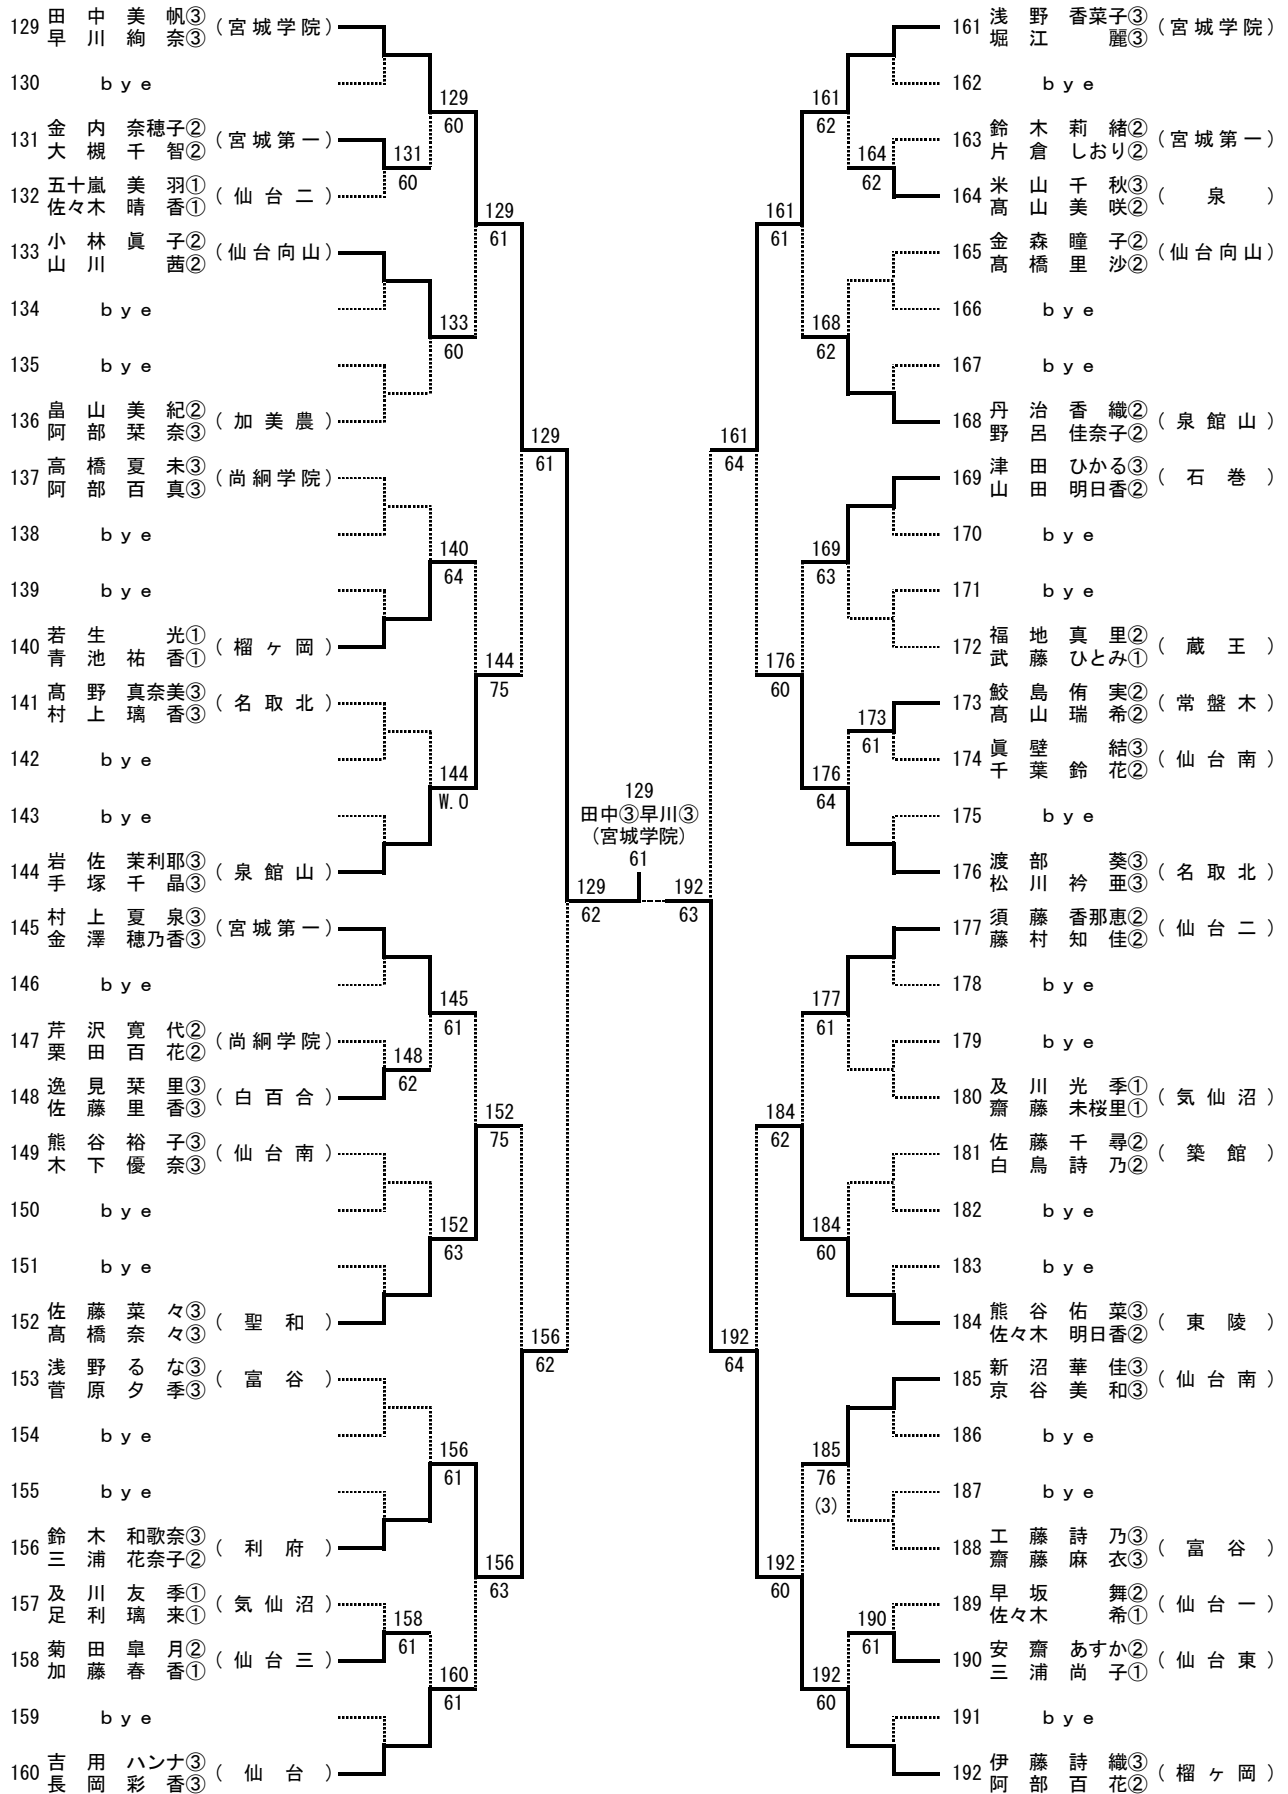 129 田中美帆③ (宮城学院)
早川絢奈③
130 bye
131 金内奈穂子② (宮城第一)
大槻千智②
132 五十嵐美羽① (仙台二)
佐々木晴香①
133 小林眞子② (仙台向山)
山川茜②
134 bye
135 bye
136 畠山美紀② (加美農)
阿部栞奈③
137 高橋夏未③ (尚絅学院)
阿部百真③
138 bye
139 bye
140 若生光① (榴ヶ岡)
青池祐香①
141 髙野真奈美③ (名取北)
村上璃香③
142 bye
143 bye
144 岩佐茉利耶③ (泉館山)
手塚千晶③
145 村上夏泉③ (宮城第一)
金澤穂乃香③
146 bye
147 芹沢寛代② (尚絅学院)
栗田百花②
148 逸見栞里③ (白百合)
佐藤里香③
149 熊谷裕子③ (仙台南)
木下優奈③
150 bye
151 bye
152 佐藤菜々③ (聖和)
髙橋奈々③
153 浅野るな③ (富谷)
菅原夕季③
154 bye
155 bye
156 鈴木和歌奈③ (利府)
三浦花奈子②
157 及川友季① (気仙沼)
足利璃来①
158 菊田皐月② (仙台三)
加藤春香①
159 bye
160 吉用ハンナ③ (仙台)
長岡彩香③
131
60
148
62
158
61
129
60
133
60
140
64
144
W.O
145
61
152
63
156
61
160
61
129
61
144
75
152
75
156
63
129
61
156
62
129
62
129
田中③早川③
(宮城学院)
61
192
63
161
64
192
64
161
61
176
60
184
62
192
60
161
62
168
62
169
63
176
64
177
61
184
60
185
76
(3)
192
60
164
62
173
61
190
61
161 浅野香菜子③ (宮城学院)
堀江麗③
162 bye
163 鈴木莉緒② (宮城第一)
片倉しおり②
164 米山千秋③ (泉)
髙山美咲②
165 金森瞳子② (仙台向山)
髙橋里沙②
166 bye
167 bye
168 丹治香織② (泉館山)
野呂佳奈子②
169 津田ひかる③ (石巻)
山田明日香②
170 bye
171 bye
172 福地真里② (蔵王)
武藤ひとみ①
173 鮫島侑実② (常盤木)
髙山瑞希②
174 眞壁結③ (仙台南)
千葉鈴花②
175 bye
176 渡部葵③ (名取北)
松川衿亜③
177 須藤香那恵② (仙台二)
藤村知佳②
178 bye
179 bye
180 及川光季① (気仙沼)
齋藤未桜里①
181 佐藤千尋② (築館)
白鳥詩乃②
182 bye
183 bye
184 熊谷佑菜③ (東陵)
佐々木明日香②
185 新沼華佳③ (仙台南)
京谷美和③
186 bye
187 bye
188 工藤詩乃③ (富谷)
齋藤麻衣③
189 早坂舞② (仙台一)
佐々木希①
190 安齋あすか② (仙台東)
三浦尚子①
191 bye
192 伊藤詩織③ (榴ヶ岡)
阿部百花②